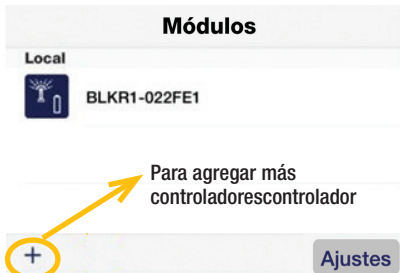 Módulos
Local
BLKR1-022FE1
Para agregar más
controladorescontrolador
+
Ajustes